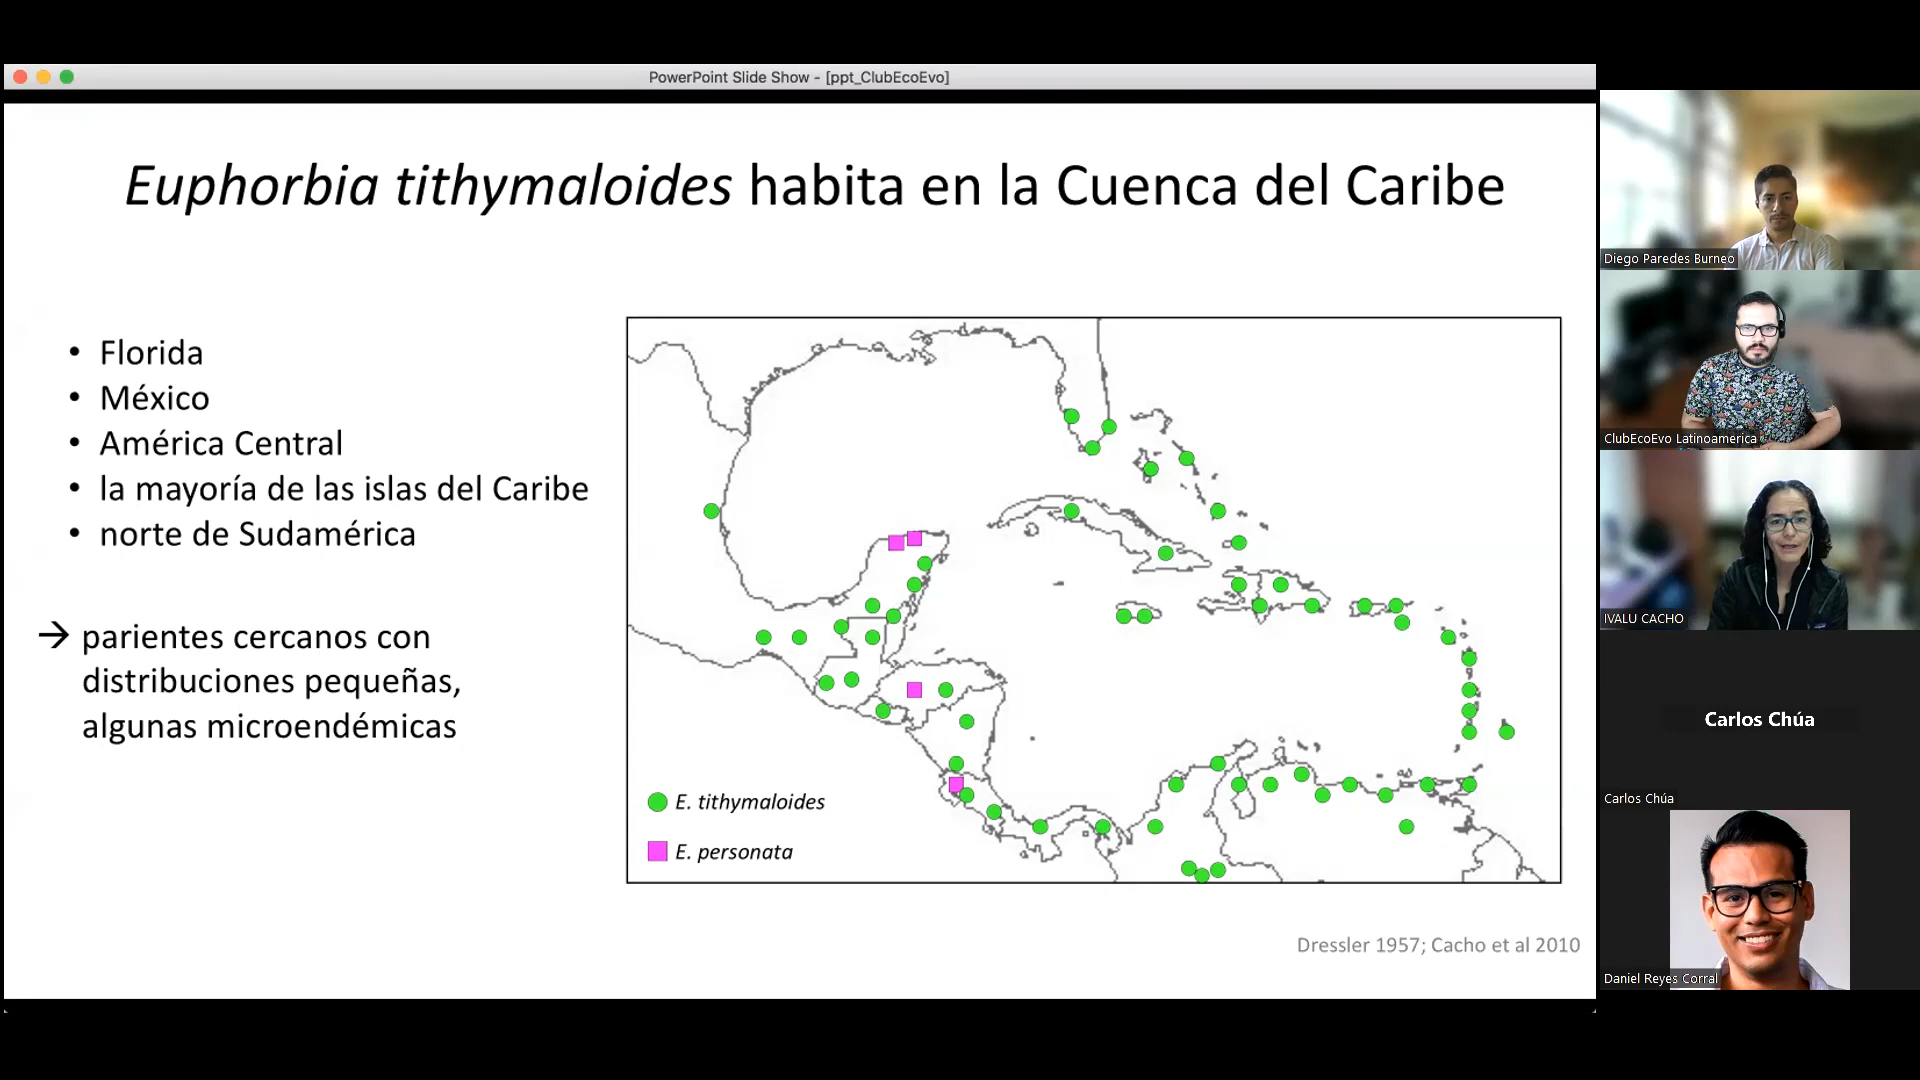 PowerPoint Slide Show - [ppt_ClubEcoEvo]
Euphorbia tithymaloides habita en la Cuenca del Caribe
• Florida
• México
• América Central
• la mayoría de las islas del Caribe
• norte de Sudamérica
→ parientes cercanos con
distribuciones pequeñas,
algunas microendémicas
E. tithymaloides
E. personata
Dressler 1957; Cacho et al 2010
Diego Paredes Burneo
ClubEcoEvo Latinoamerica
IVALU CACHO
Carlos Chúa
Carlos Chúa
Daniel Reyes Corral